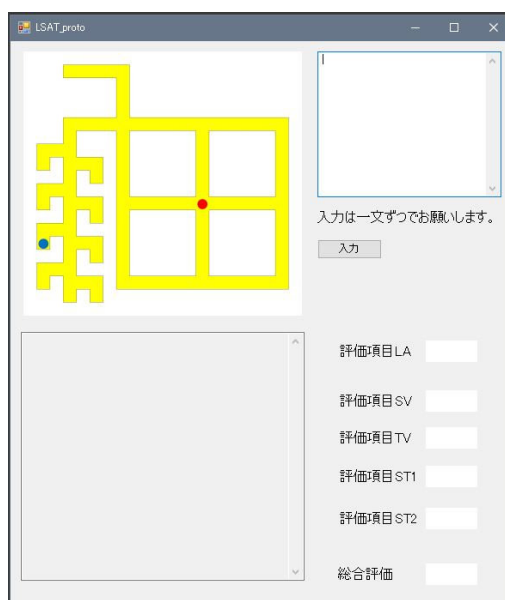 LSAT_proto
入力は一文ずつでお願いします。
入力
評価項目LA
評価項目SV
評価項目TV
評価項目ST1
評価項目ST2
総合評価